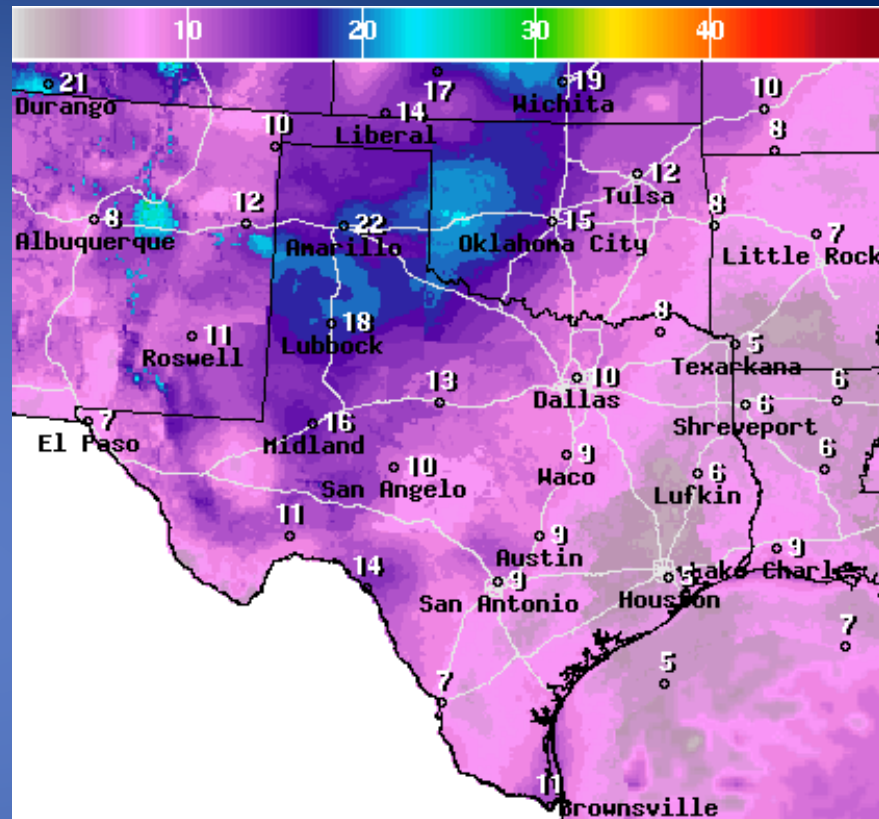 10 20 30 40
21 17 19 10
Durango Wichita
14
Liberal
10 8
12
Tulsa
8 12 22 15 8 7
Albuquerque Amarillo Oklahoma City Little Rock
11 18 8 5
Roswell Lubbock Texarkana
13 10 6 6
Dallas
7 16 Shreveport
El Paso Midland
10 9 6 6
San Angelo Waco Lufkin
11 9 9
Austin
14 9 5 Lake Charl
San Antonio Houston
7 5 7
11
Brownsville